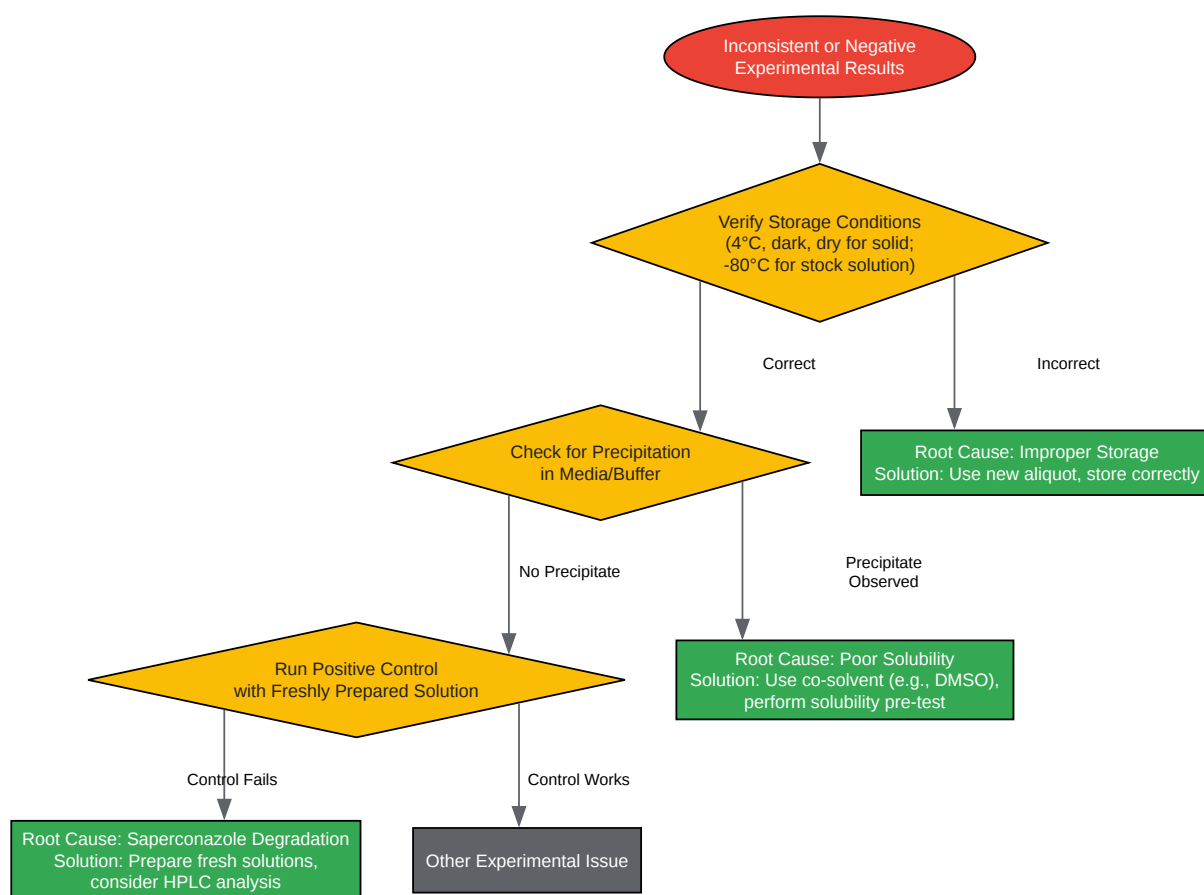 Inconsistent or Negative
Experimental Results
Verify Storage Conditions
(4°C, dark, dry for solid;
-80°C for stock solution)
Correct
Incorrect
Check for Precipitation
in Media/Buffer
Root Cause: Improper Storage
Solution: Use new aliquot, store correctly
No Precipitate
Precipitate
Observed
Run Positive Control
with Freshly Prepared Solution
Root Cause: Poor Solubility
Solution: Use co-solvent (e.g., DMSO),
perform solubility pre-test
Control Fails
Control Works
Root Cause: Saperconazole Degradation
Solution: Prepare fresh solutions,
consider HPLC analysis
Other Experimental Issue